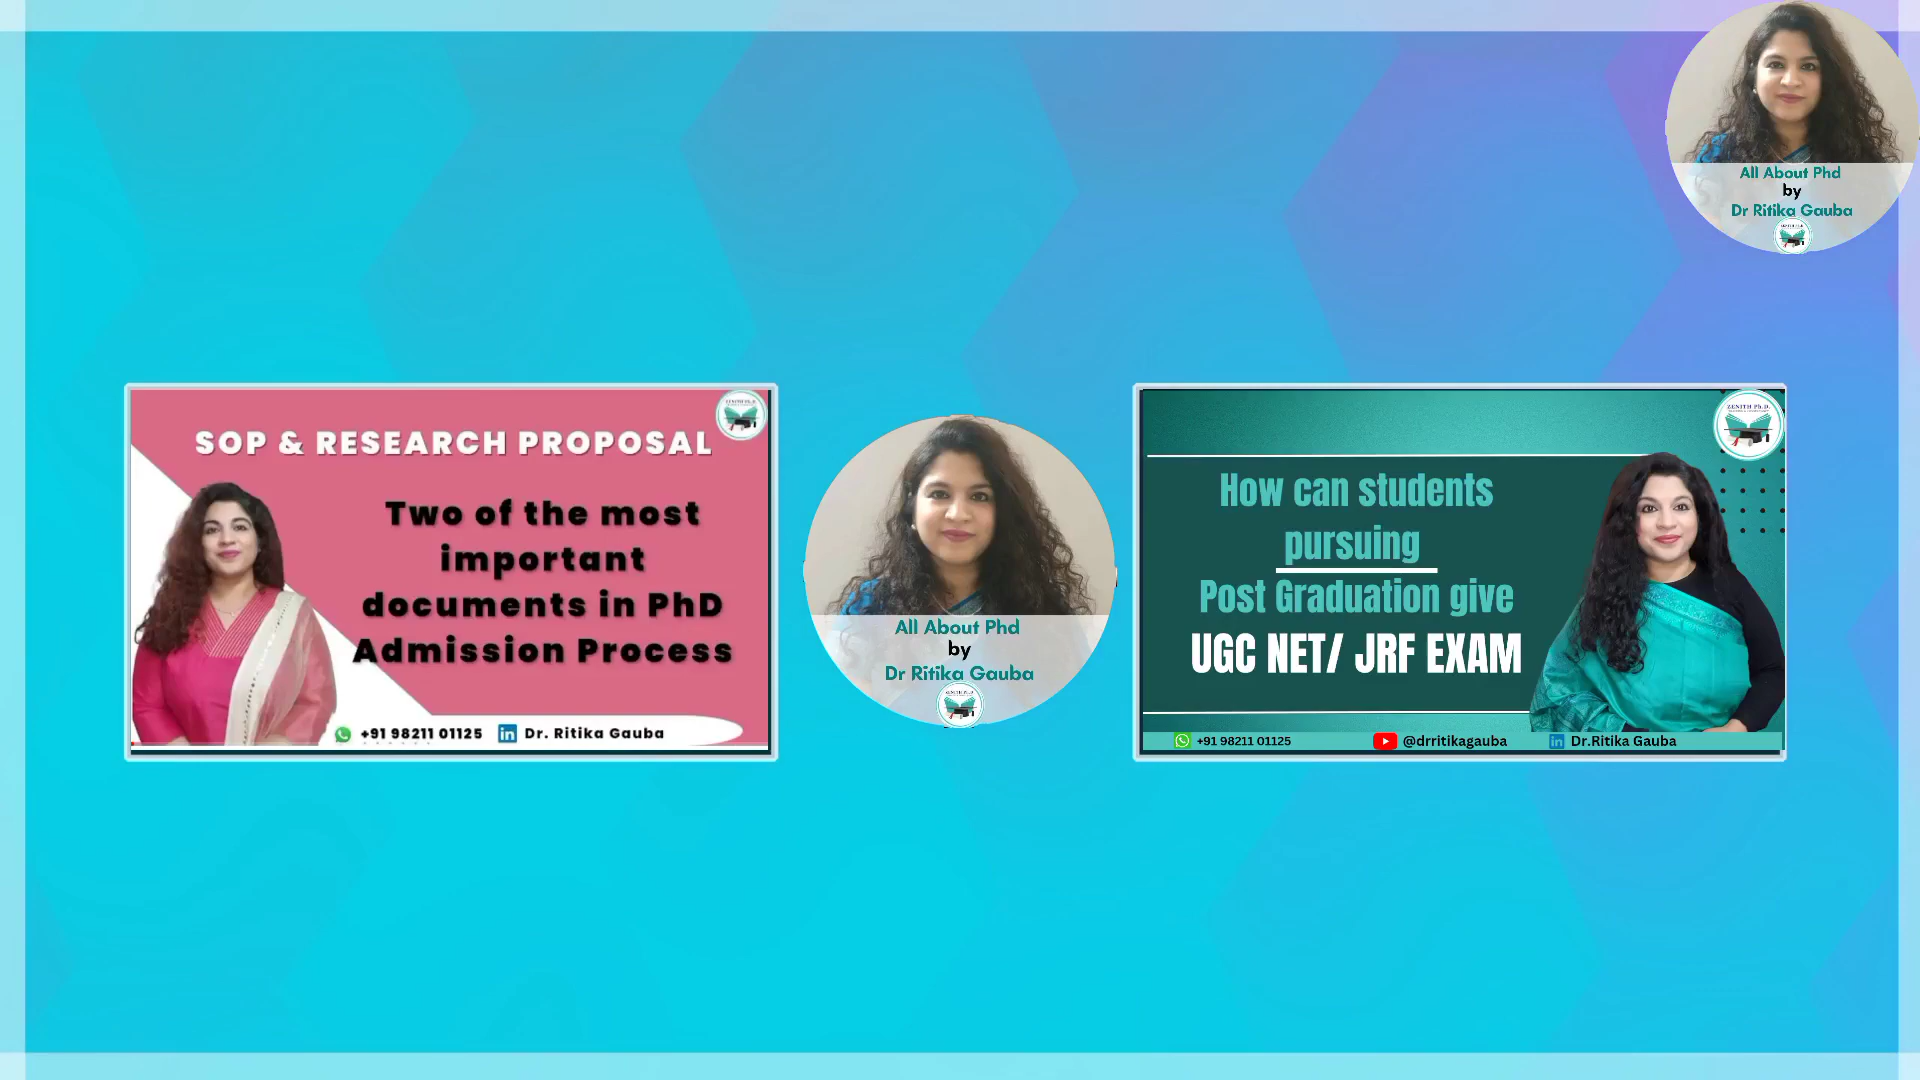 All About Phd
by
Dr Ritika Gauba
SOP & RESEARCH PROPOSAL
Two of the most
important
documents in PhD
Admission Process
+91 98211 01125 Dr. Ritika Gauba
All About Phd
by
Dr Ritika Gauba
ZENITH Ph.D.
How can students
pursuing
Post Graduation give
UGC NET/ JRF EXAM
+91 98211 01125 @drritikagauba Dr.Ritika Gauba